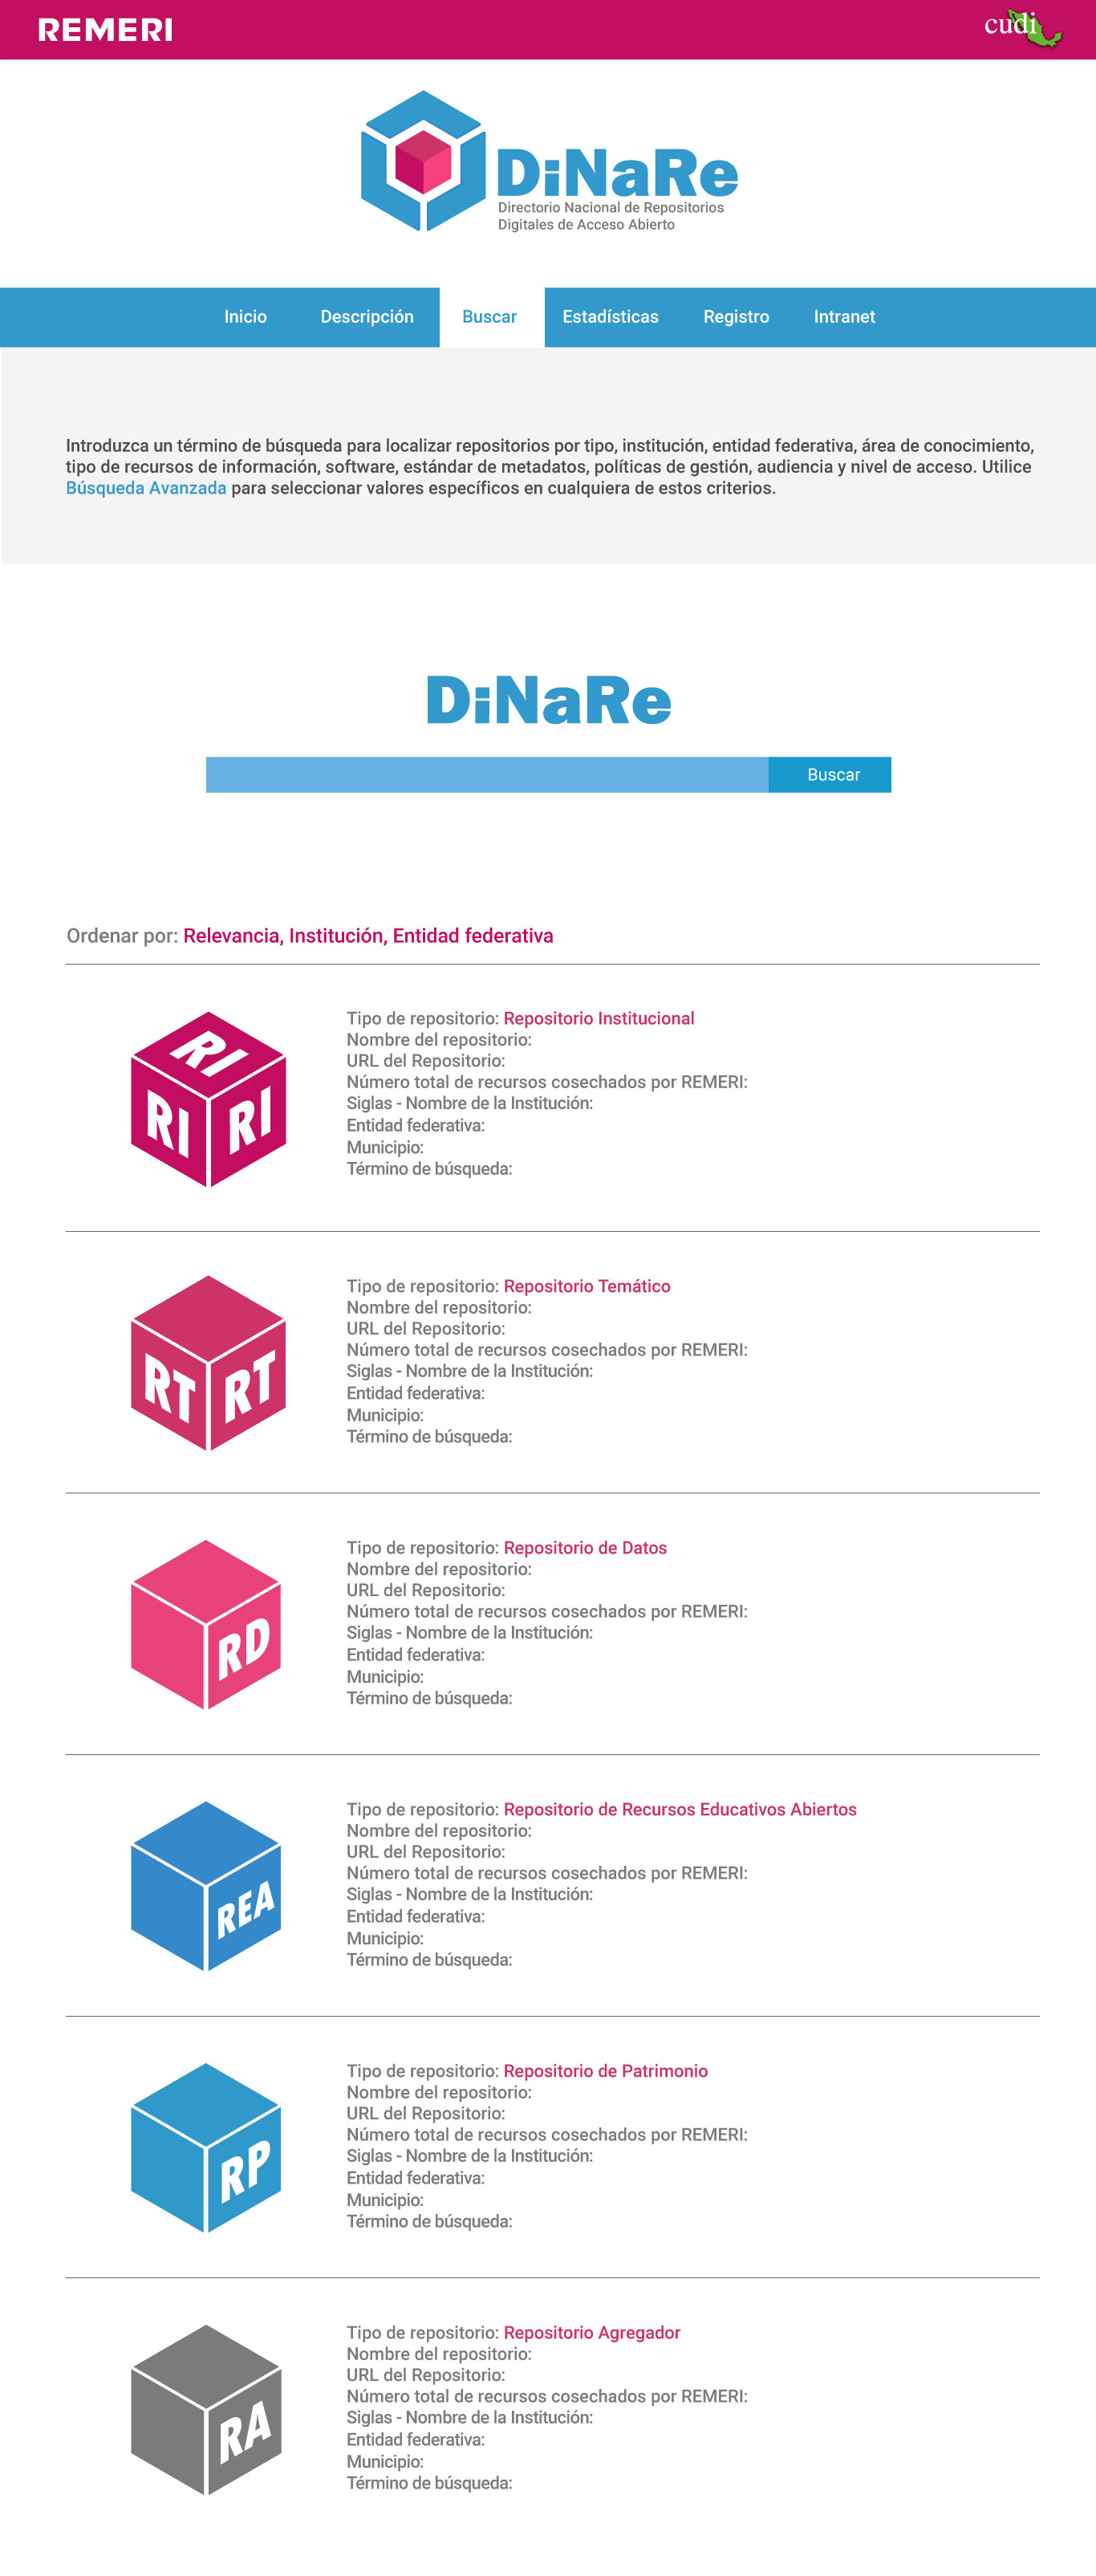 REMERI
cudi
DiNaRe
Directorio Nacional de Repositorios
Digitales de Acceso Abierto
Inicio Descripción Buscar Estadísticas Registro Intranet
Introduzca un término de búsqueda para localizar repositorios por tipo, institución, entidad federativa, área de conocimiento,
tipo de recursos de información, software, estándar de metadatos, políticas de gestión, audiencia y nivel de acceso. Utilice
Búsqueda Avanzada para seleccionar valores específicos en cualquiera de estos criterios.
DiNaRe
Buscar
Ordenar por: Relevancia, Institución, Entidad federativa
RI
RI RI
Tipo de repositorio: Repositorio Institucional
Nombre del repositorio:
URL del Repositorio:
Número total de recursos cosechados por REMERI:
Siglas - Nombre de la Institución:
Entidad federativa:
Municipio:
Término de búsqueda:
RT RT
Tipo de repositorio: Repositorio Temático
Nombre del repositorio:
URL del Repositorio:
Número total de recursos cosechados por REMERI:
Siglas - Nombre de la Institución:
Entidad federativa:
Municipio:
Término de búsqueda:
RD
Tipo de repositorio: Repositorio de Datos
Nombre del repositorio:
URL del Repositorio:
Número total de recursos cosechados por REMERI:
Siglas - Nombre de la Institución:
Entidad federativa:
Municipio:
Término de búsqueda:
REA
Tipo de repositorio: Repositorio de Recursos Educativos Abiertos
Nombre del repositorio:
URL del Repositorio:
Número total de recursos cosechados por REMERI:
Siglas - Nombre de la Institución:
Entidad federativa:
Municipio:
Término de búsqueda:
RP
Tipo de repositorio: Repositorio de Patrimonio
Nombre del repositorio:
URL del Repositorio:
Número total de recursos cosechados por REMERI:
Siglas - Nombre de la Institución:
Entidad federativa:
Municipio:
Término de búsqueda:
RA
Tipo de repositorio: Repositorio Agregador
Nombre del repositorio:
URL del Repositorio:
Número total de recursos cosechados por REMERI:
Siglas - Nombre de la Institución:
Entidad federativa:
Municipio:
Término de búsqueda: